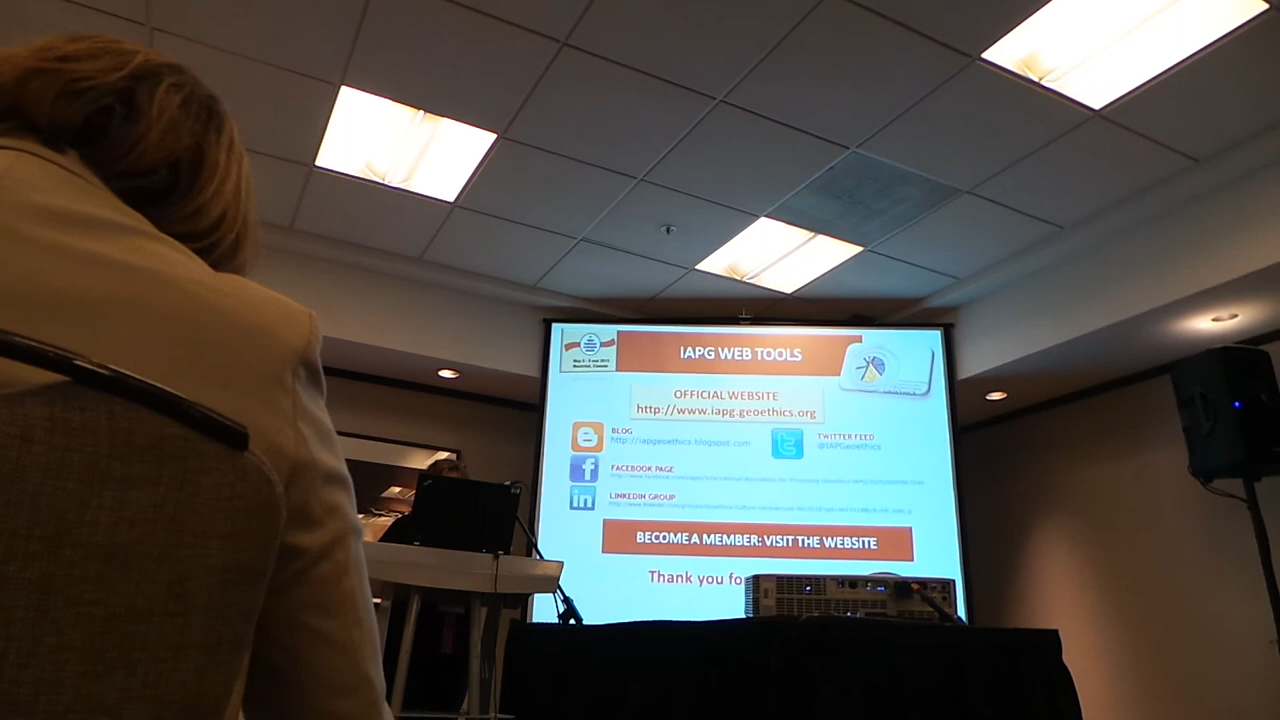 IAPG WEB TOOLS
OFFICIAL WEBSITE
http://www.iapg.geoethics.org
BLOG
http://iapgeoethics.blogspot.com
TWITTER FEED
@IAPGeoethics
FACEBOOK PAGE
LINKEDIN GROUP
BECOME A MEMBER: VISIT THE WEBSITE
Thank you fo